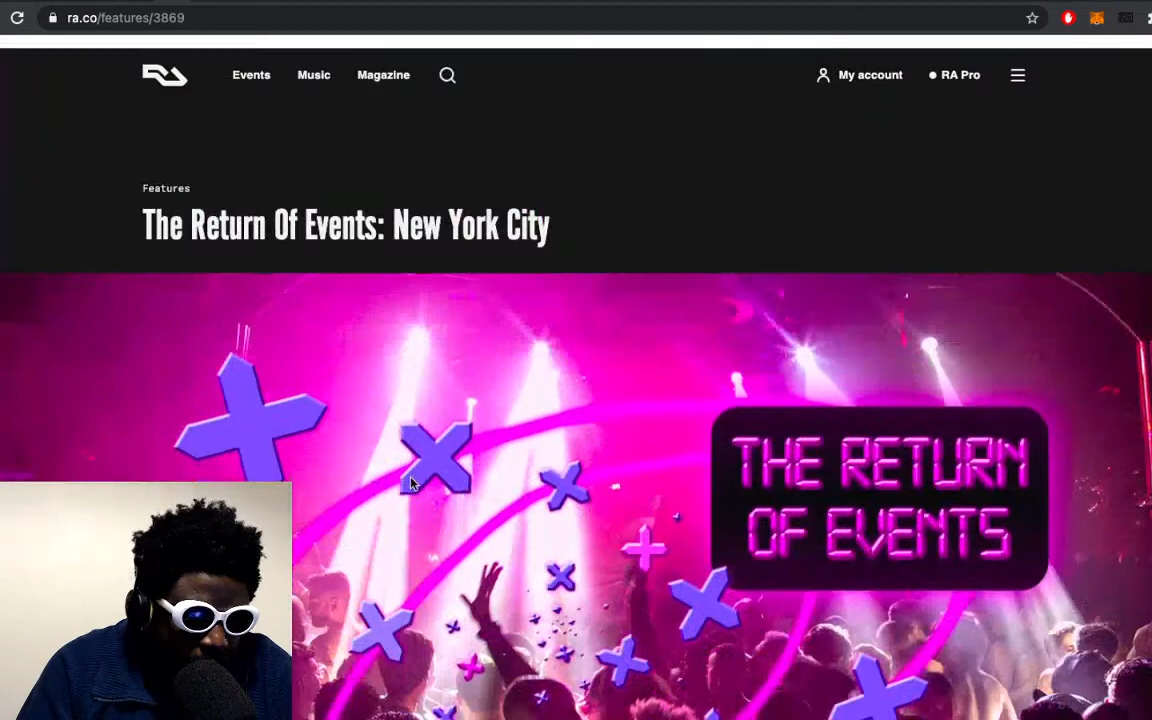 ra.co/features/3869
Events Music Magazine
My account RA Pro
Features
The Return Of Events: New York City
THE RETURN
OF EVENTS